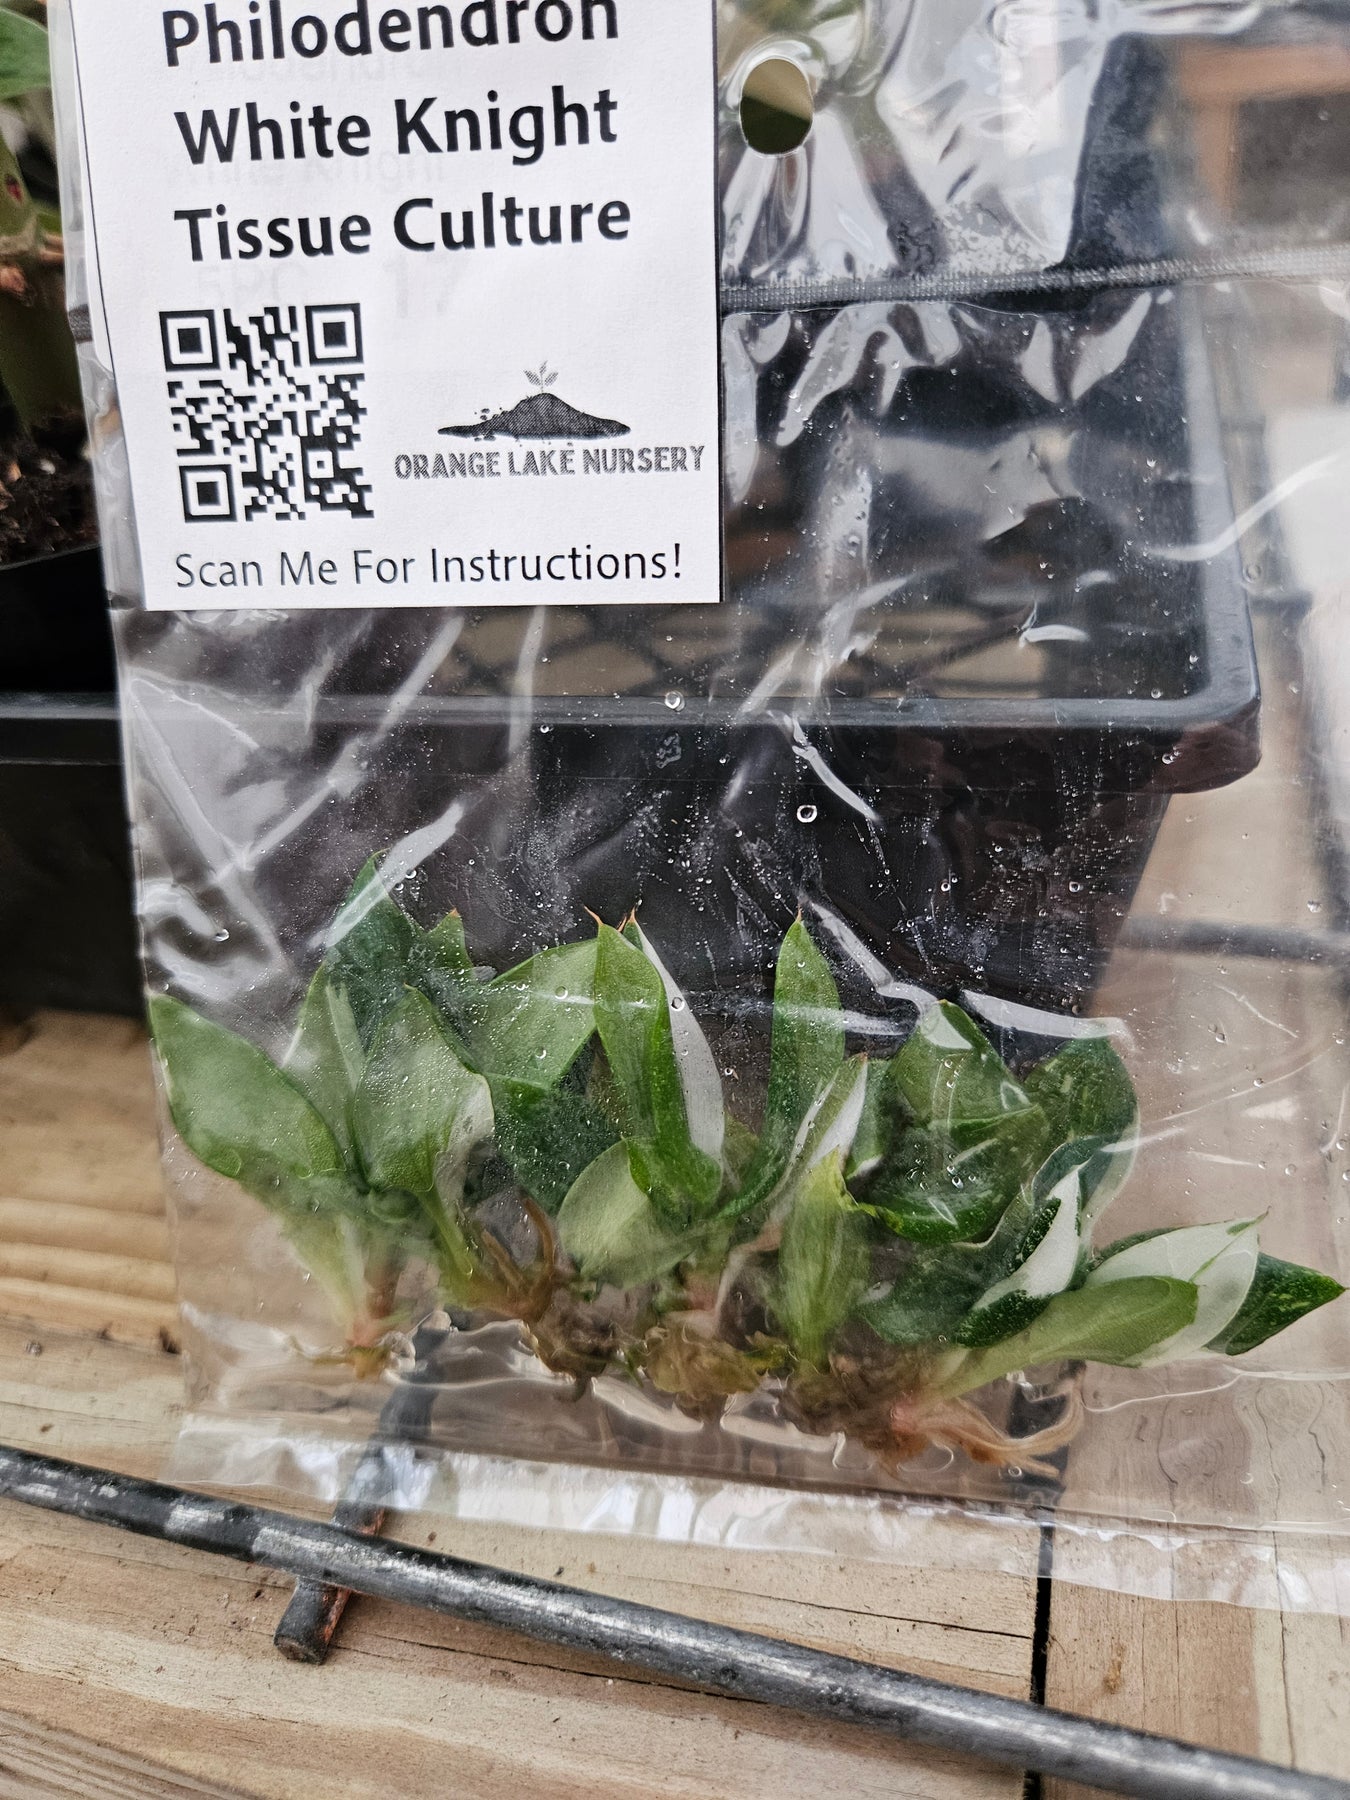 Philodendron
White Knight
Tissue Culture
ORANGE LAKE NURSERY
Scan Me For Instructions!